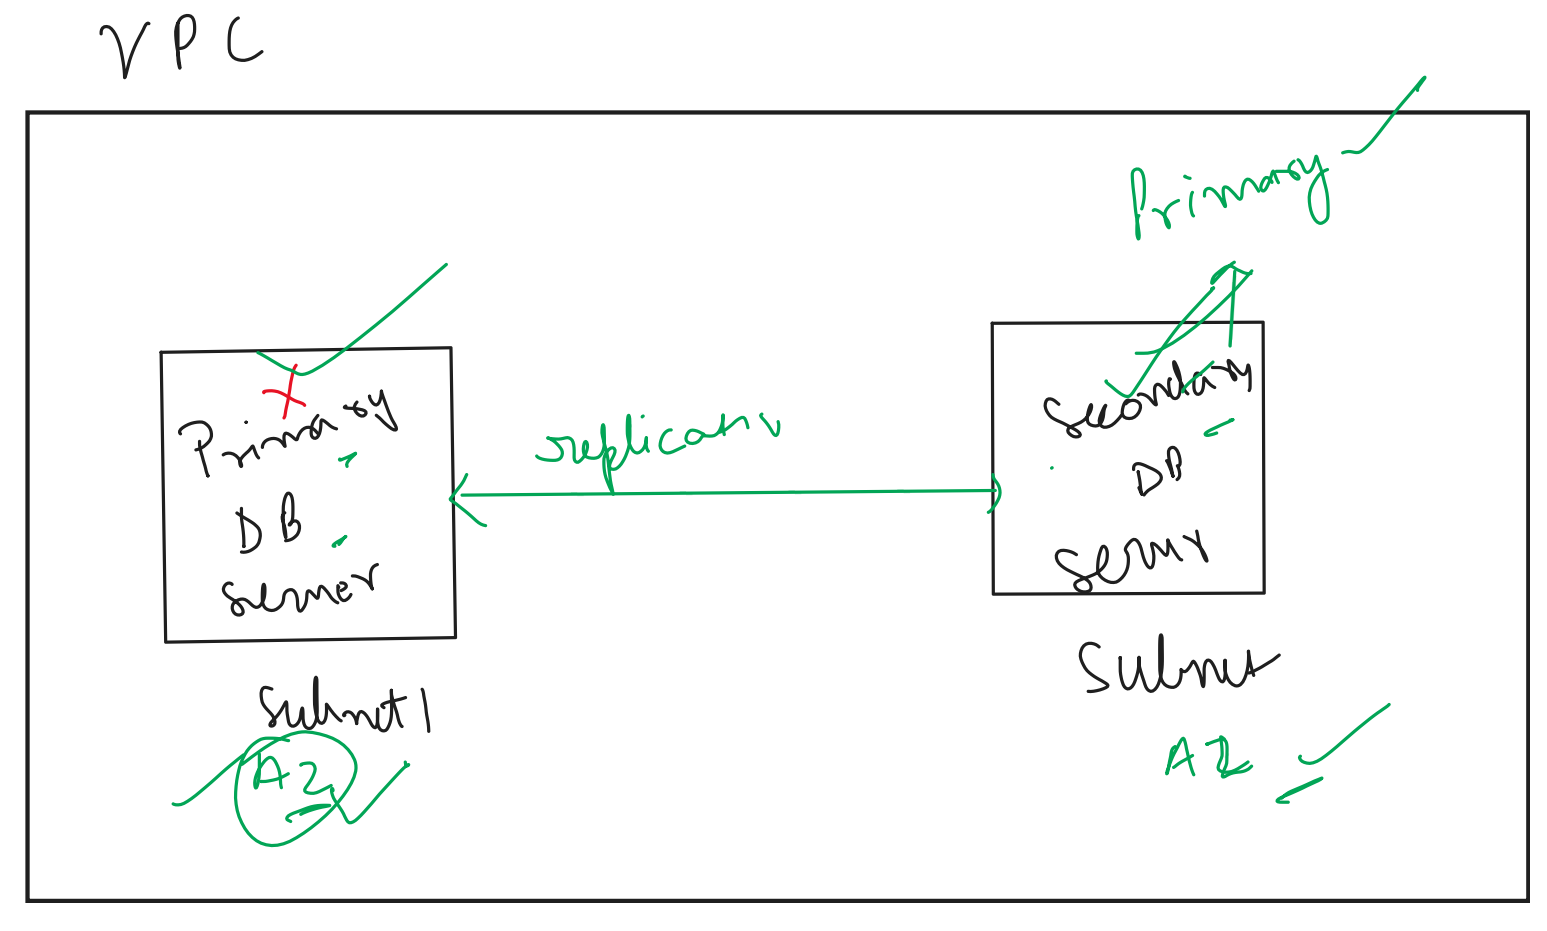 VPC
Primary
Primary
DB
Server
replication
Secondary
DB
Server
Subnet 1
AZ
Subnet
AZ